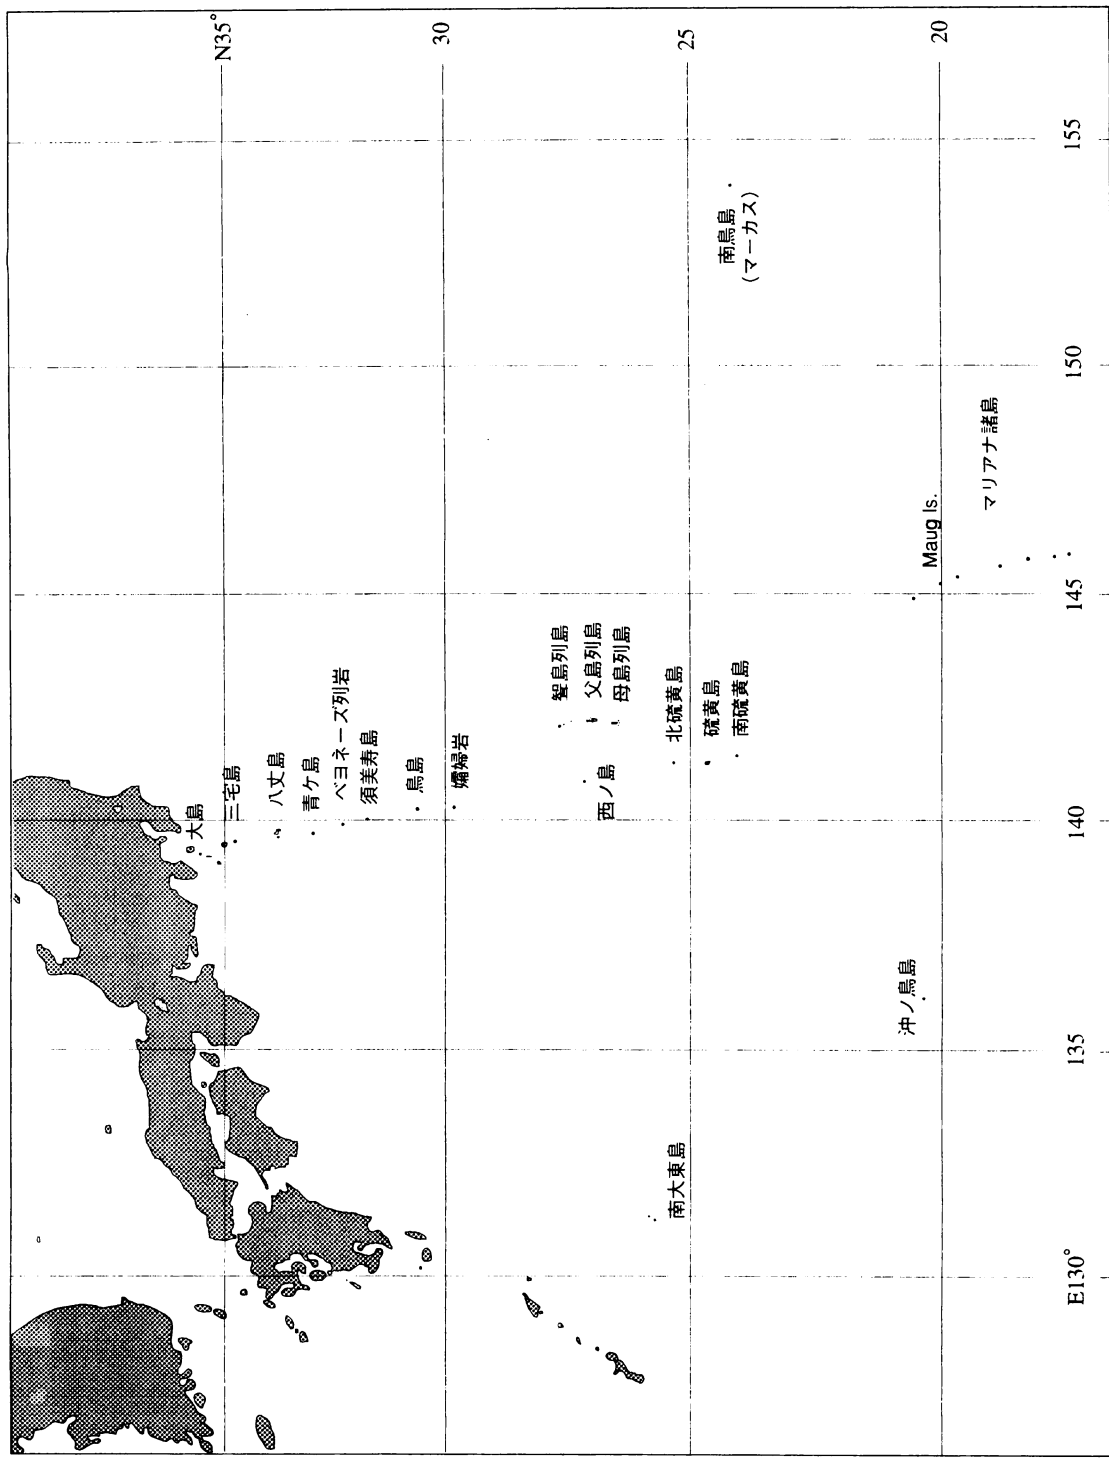 N35°
30
25
20
155
150
145
140
135
E130°
大島
三宅島
八丈島
青ケ島
ベヨネーズ列岩
須美寿島
鳥島
孀婦岩
聟島列島
父島列島
母島列島
西ノ島
北硫黄島
硫黄島
南硫黄島
南鳥島
(マーカス)
Maug Is.
マリアナ諸島
沖ノ鳥島
南大東島